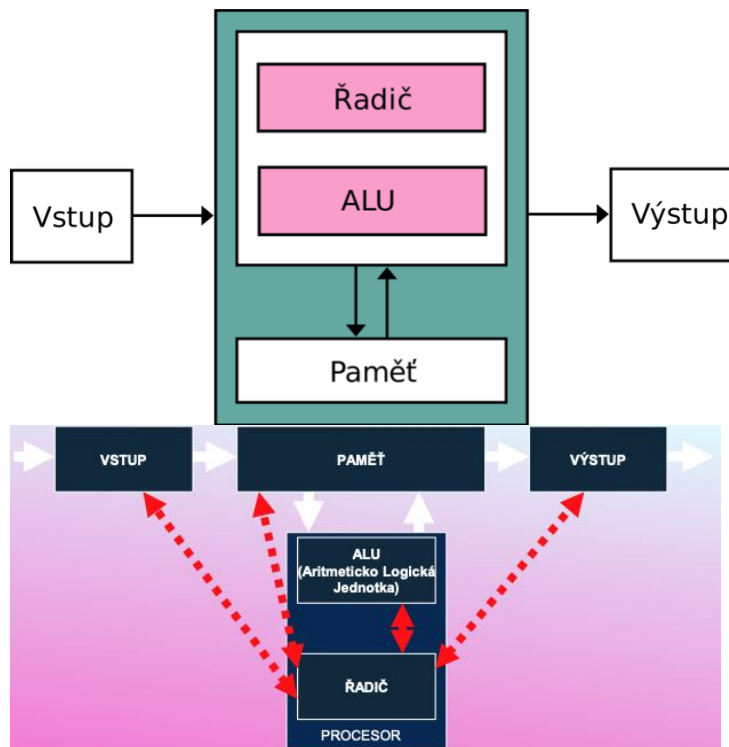 Řadič
ALU
Vstup
Výstup
Paměť
VSTUP
PAMĚŤ
VÝSTUP
ALU
(Aritmeticko Logická
Jednotka)
ŘADIČ
PROCESOR